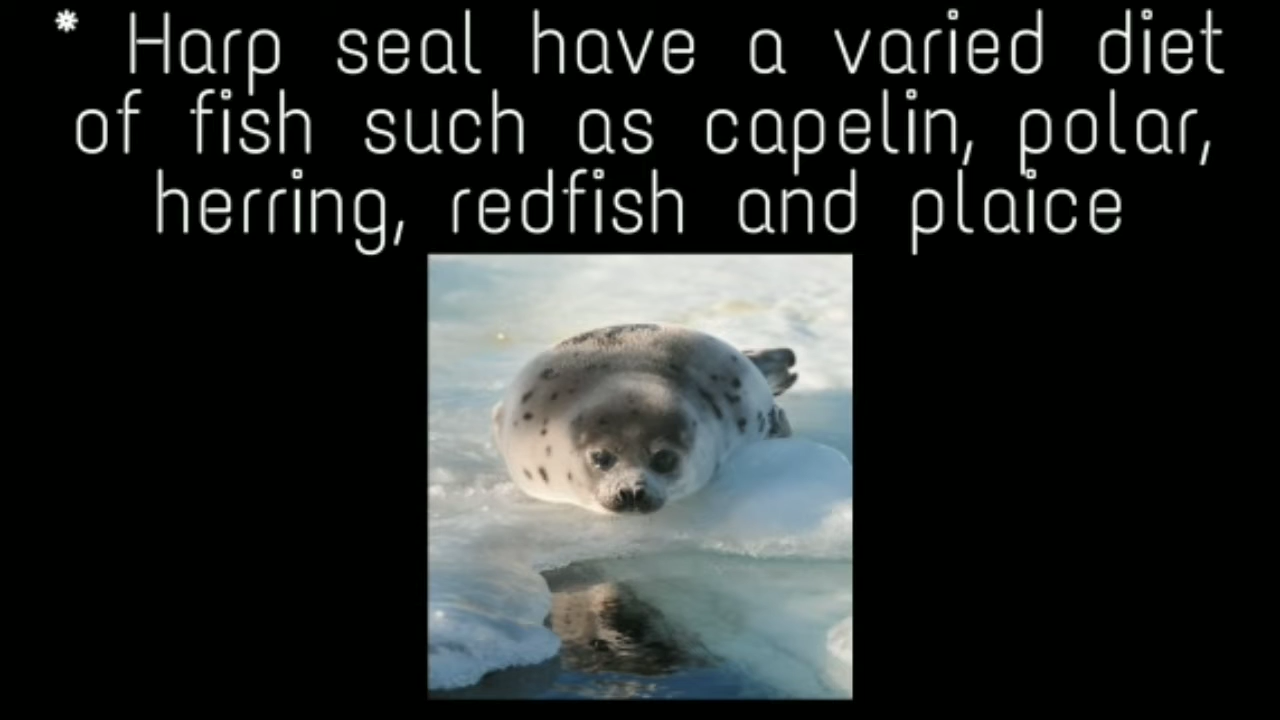 * Harp seal have a varied diet
of fish such as capelin, polar,
herring, redfish and plaice